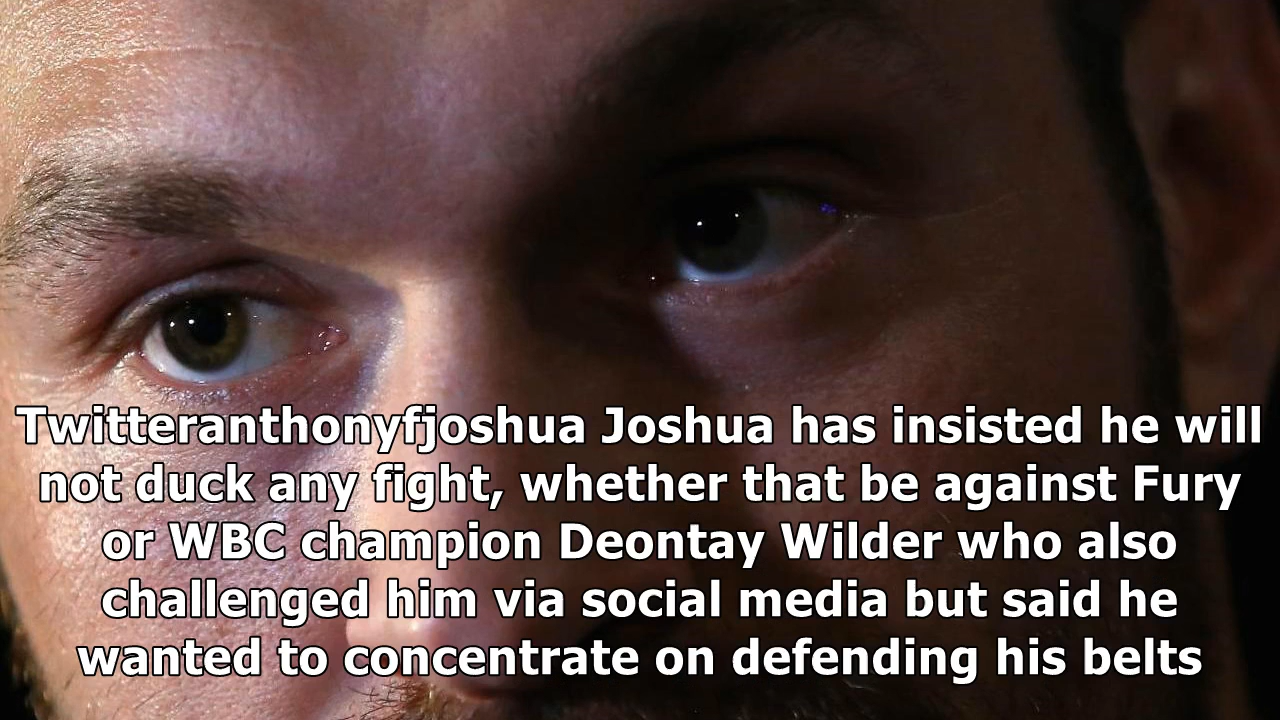 Twitteranthonyfjoshua Joshua has insisted he will
not duck any fight, whether that be against Fury
or WBC champion Deontay Wilder who also
challenged him via social media but said he
wanted to concentrate on defending his belts